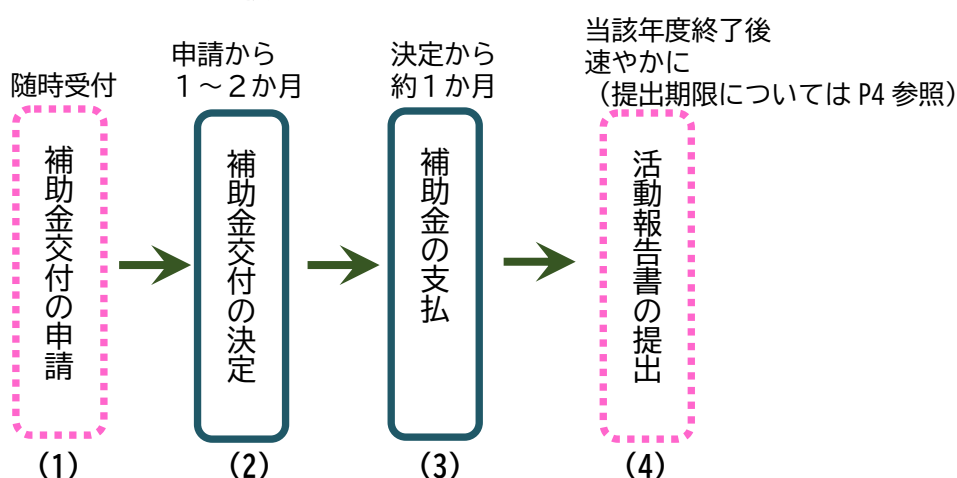 随時受付
申請から
１～２か月
決定から
約１か月
当該年度終了後
速やかに
（提出期限については P4 参照）
補助金交付の申請
補助金交付の決定
補助金の支払
活動報告書の提出
(1)
(2)
(3)
(4)